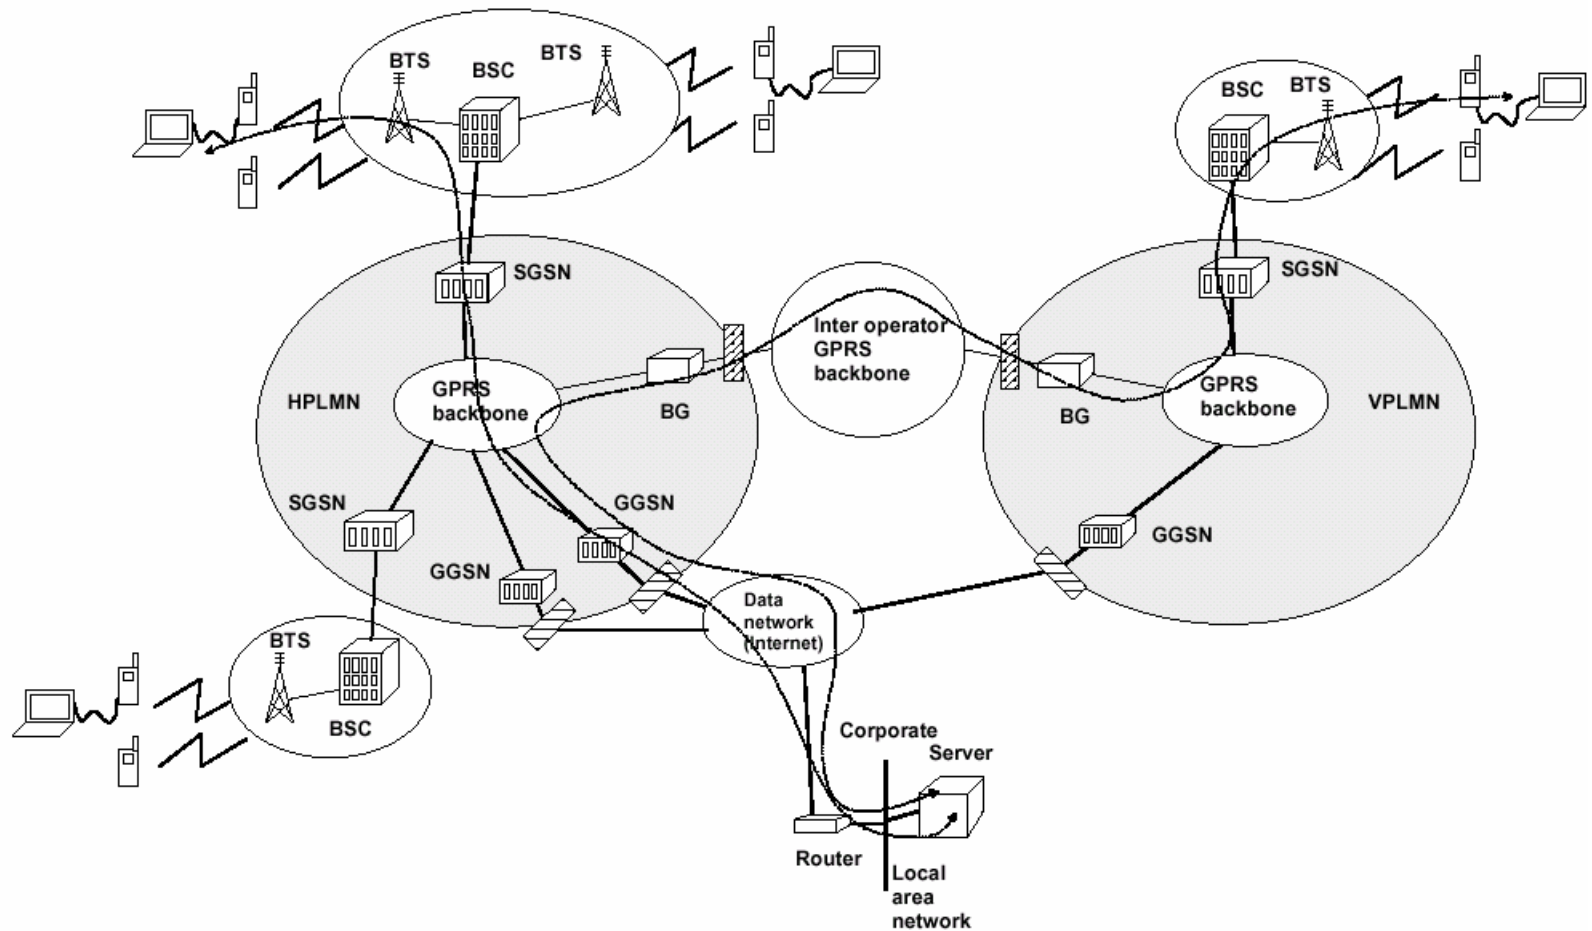 BTS
BSC
BTS
BSC
BTS
SGSN
SGSN
Inter operator
GPRS
backbone
HPLMN
GPRS
backbone
BG
BG
GPRS
backbone
VPLMN
SGSN
GGSN
GGSN
GGSN
Data
network
(Internet)
BTS
BSC
Corporate
Server
Router
Local
area
network